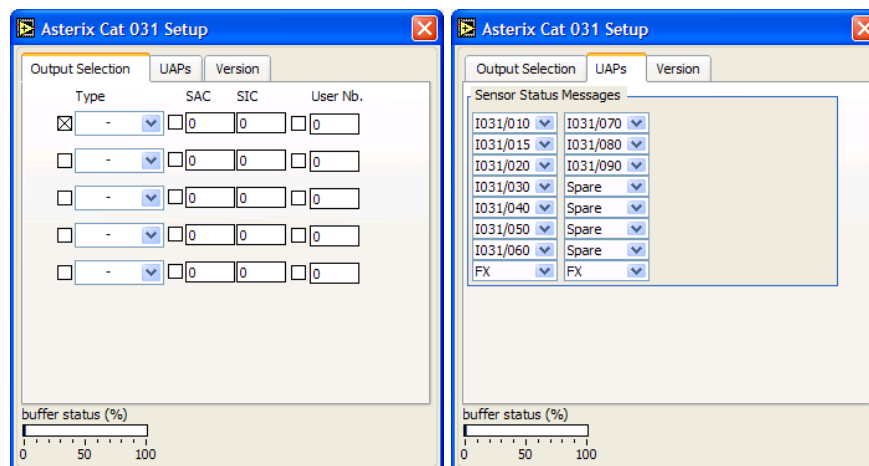 Asterix Cat 031 Setup
Output Selection UAPs Version
Type SAC SIC User Nb.
- 0 0 0
- 0 0 0
- 0 0 0
- 0 0 0
- 0 0 0
buffer status (%)
0 50 100
Asterix Cat 031 Setup
Output Selection UAPs Version
Sensor Status Messages
I031/010 I031/070
I031/015 I031/080
I031/020 I031/090
I031/030 Spare
I031/040 Spare
I031/050 Spare
I031/060 Spare
FX FX
buffer status (%)
0 50 100